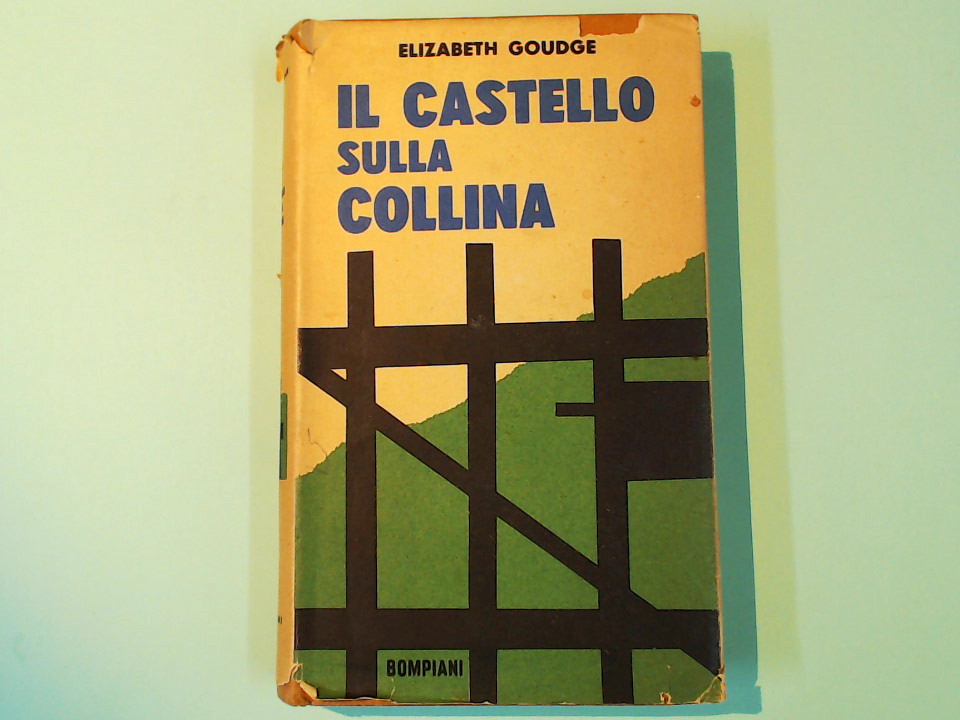 ELIZABETH GOUDGE
IL CASTELLO
SULLA
COLLINA
BOMPIANI